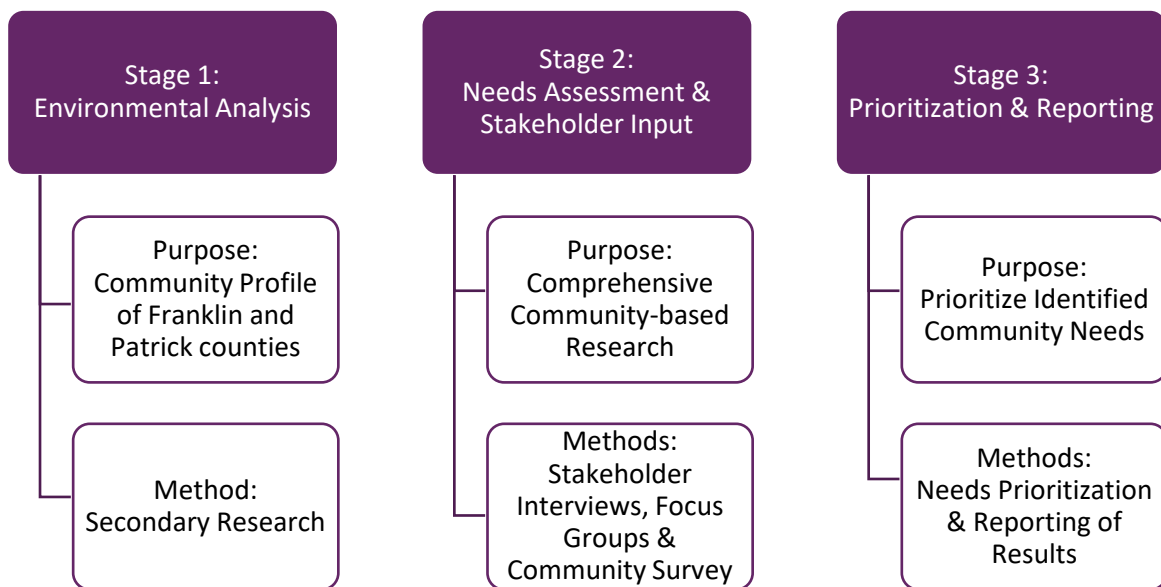 Stage 1:
Environmental Analysis
Purpose:
Community Profile
of Franklin and
Patrick counties
Method:
Secondary Research
Stage 2:
Needs Assessment &
Stakeholder Input
Purpose:
Comprehensive
Community-based
Research
Methods:
Stakeholder
Interviews, Focus
Groups &
Community Survey
Stage 3:
Prioritization & Reporting
Purpose:
Prioritize Identified
Community Needs
Methods:
Needs Prioritization
& Reporting of
Results